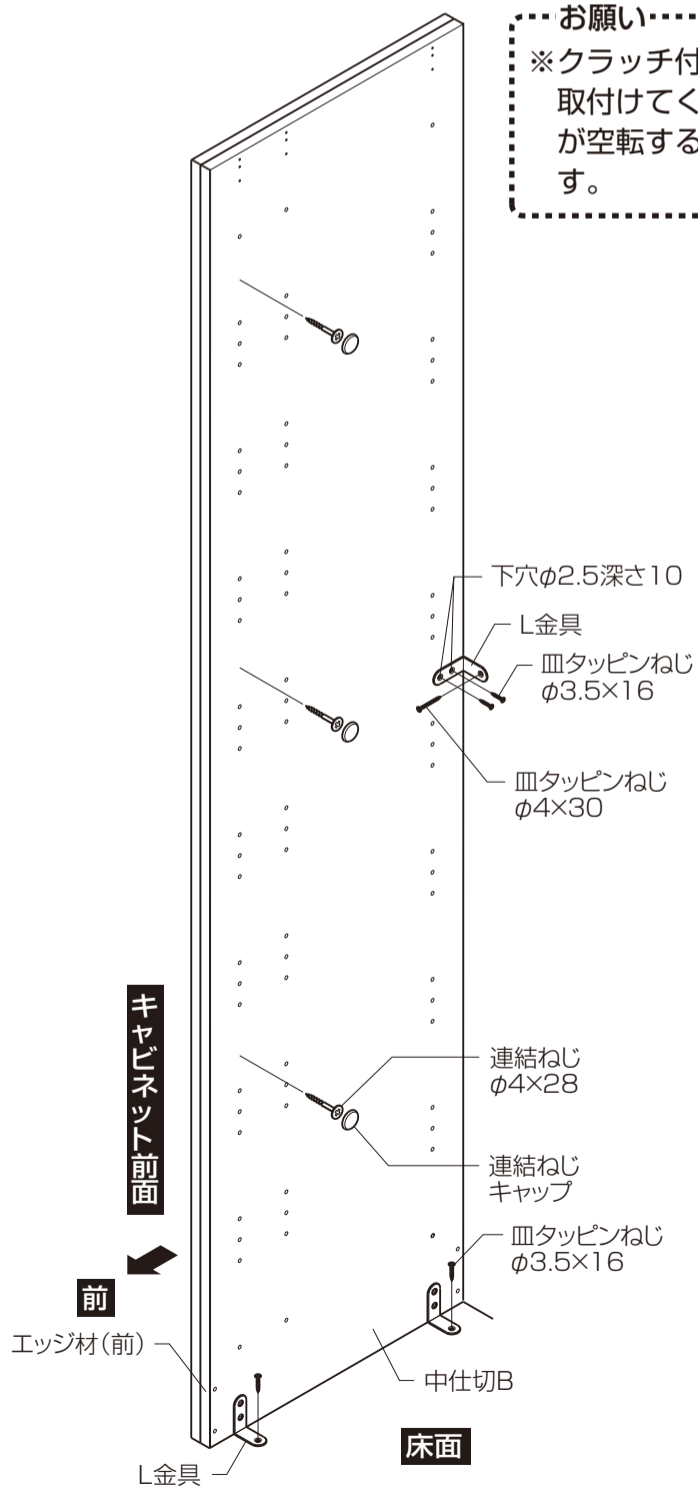 お願い
※クラッチ付
取付けてく
が空転する
す。
下穴φ2.5深さ10
L金具
皿タッピンねじ
φ3.5×16
皿タッピンねじ
φ4×30
キャビネット前面
連結ねじ
φ4×28
連結ねじ
キャップ
皿タッピンねじ
φ3.5×16
前
エッジ材(前)
中仕切B
床面
L金具